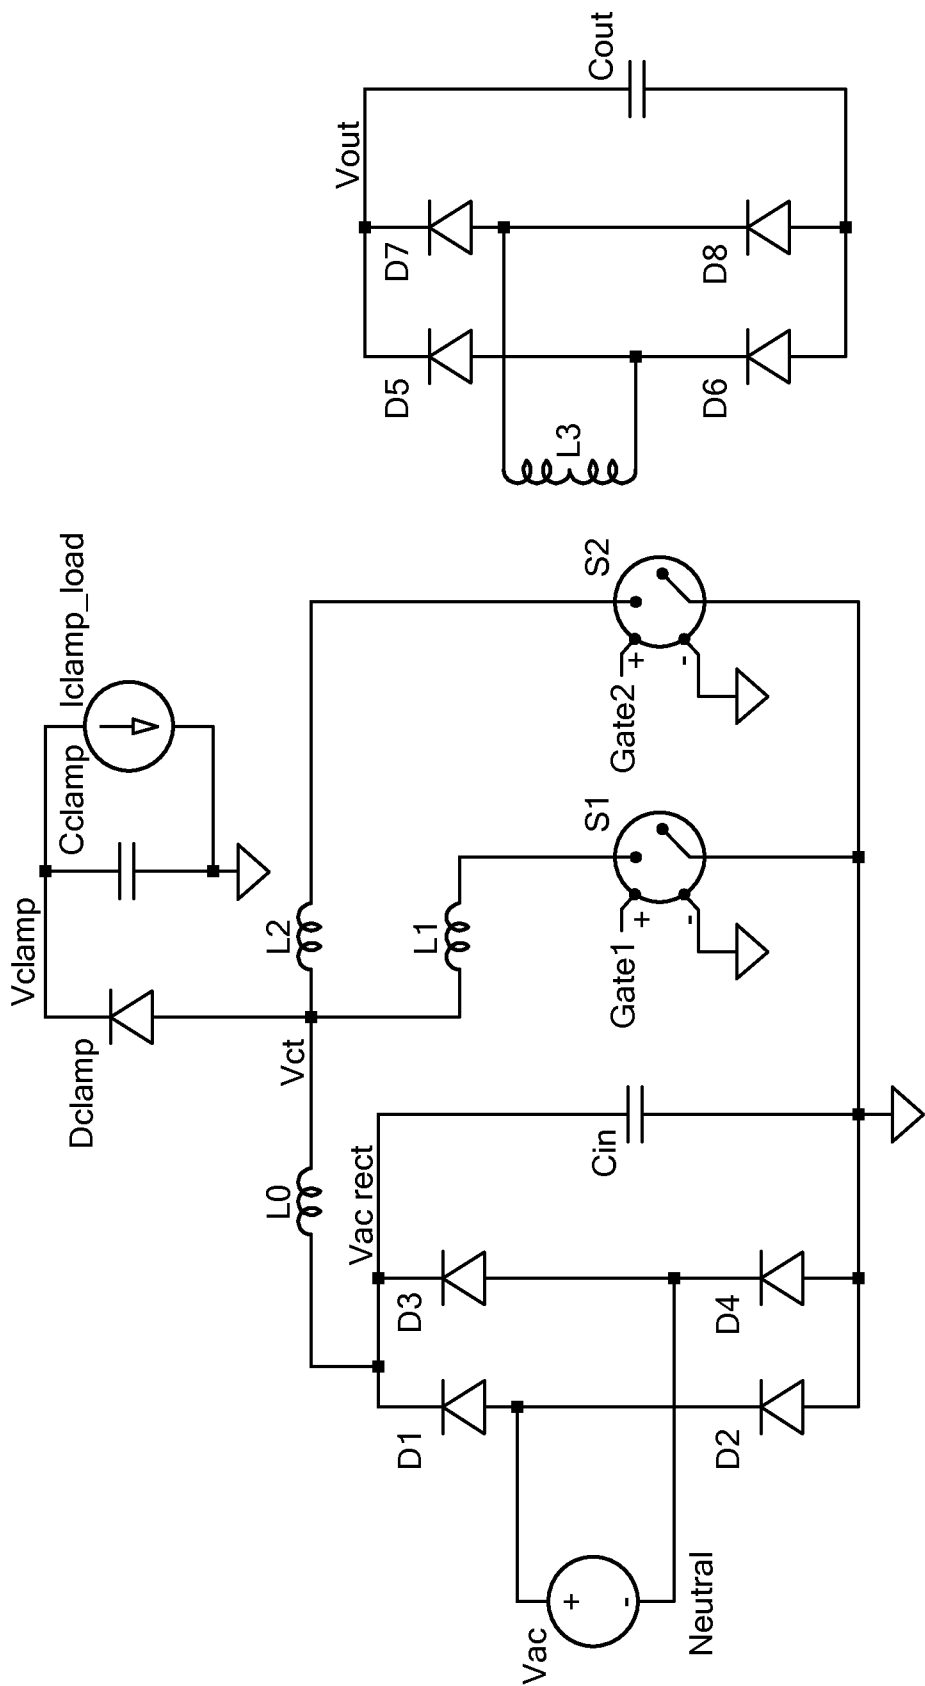 Vac
+
-
Neutral
D1
D2
D3
D4
Vac rect
Cin
L0
Vct
Dclamp
Vclamp
Cclamp
Iclamp_load
L2
L1
Gate1
+
-
S1
Gate2
+
-
S2
L3
D5
D6
D7
D8
Vout
Cout